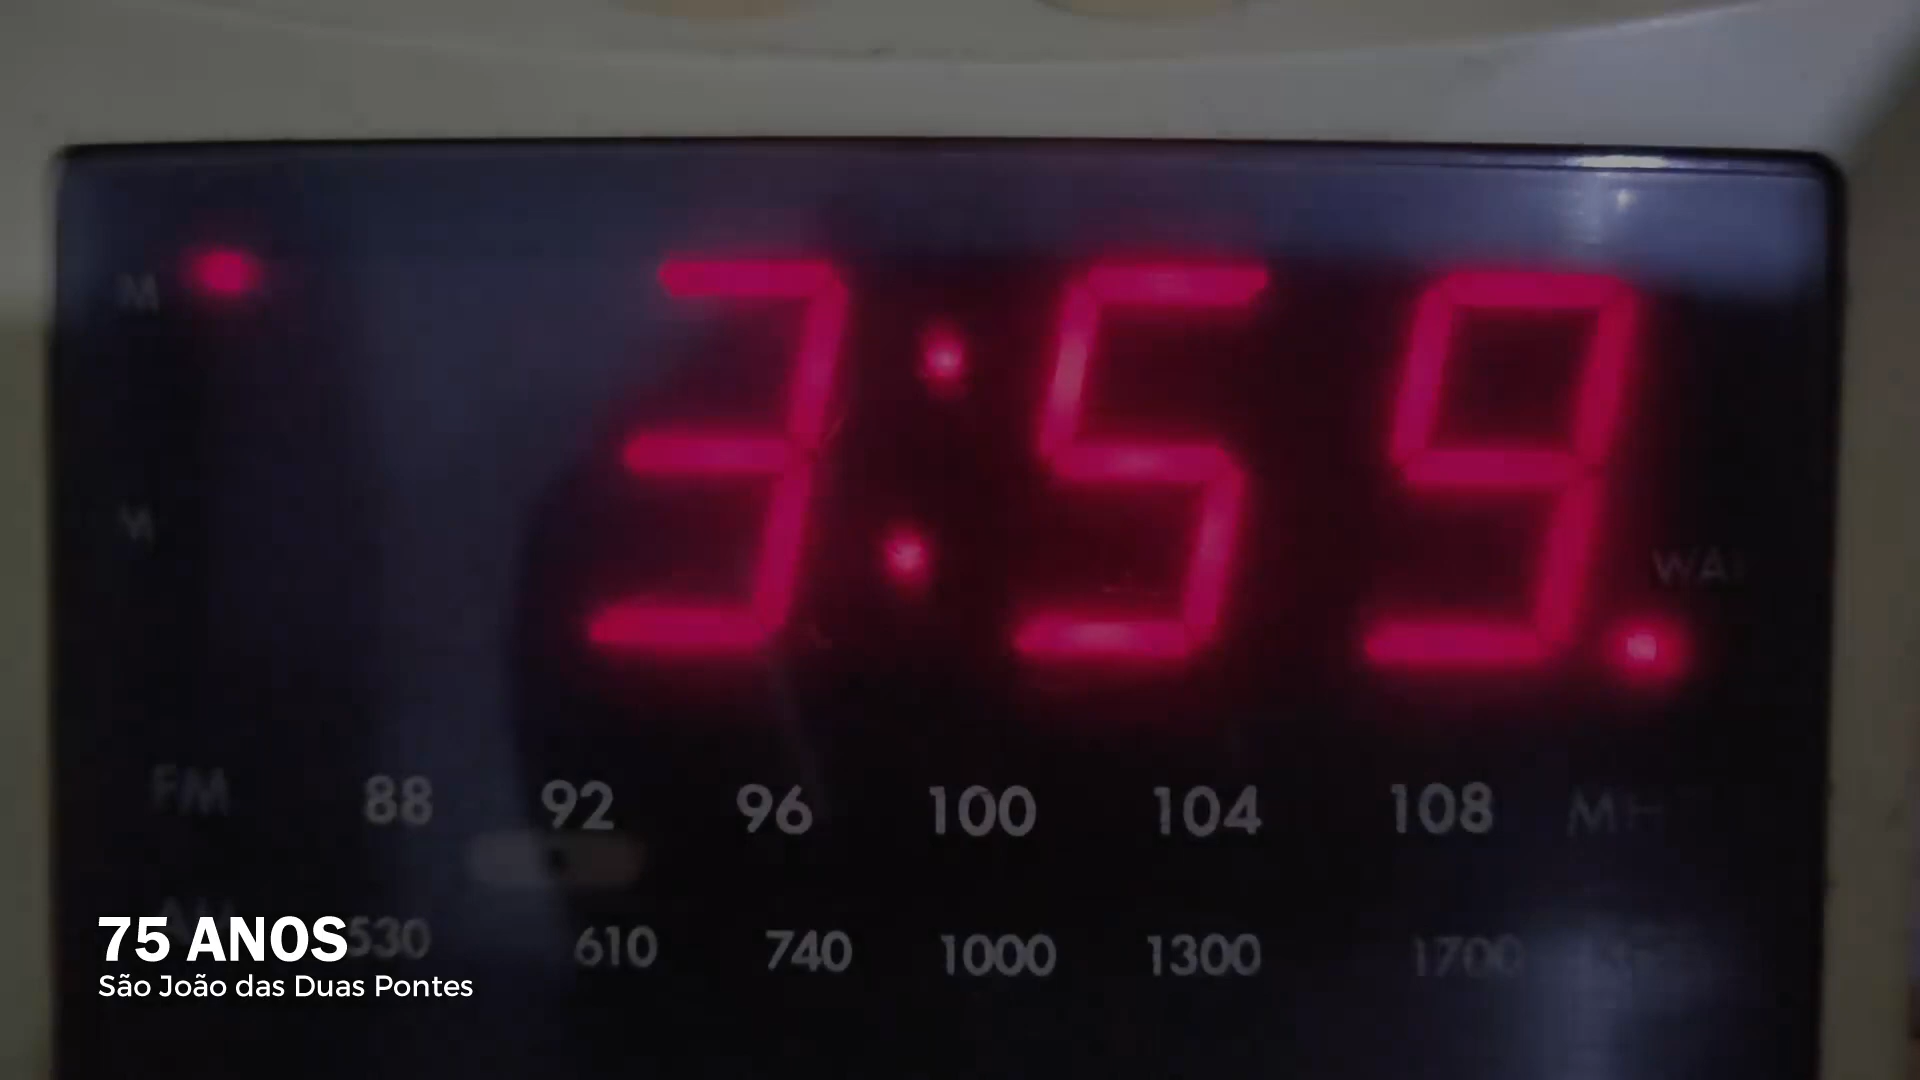 3:59
FM 88 92 96 100 104 108
530 610 740 1000 1300 1700
75 ANOS
São João das Duas Pontes